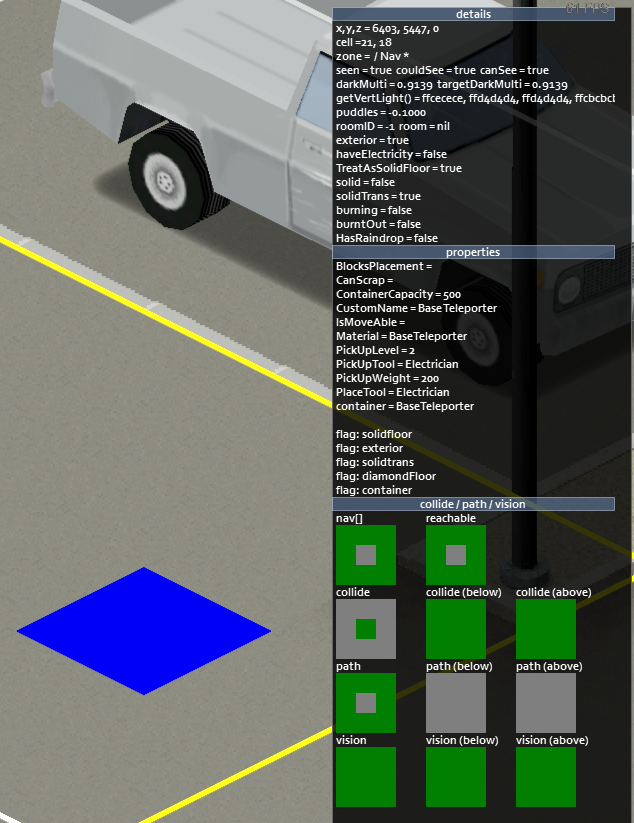 61 FPS
details
x,y,z = 6403, 5447, 0
cell =21, 18
zone = / Nav *
seen = true couldSee = true canSee = true
darkMulti = 0.9139 targetDarkMulti = 0.9139
getVertLight() = ffcecece, ffd4d4d4, ffd4d4d4, ffcbcbcl
puddles = -0.1000
roomID = -1 room = nil
exterior = true
haveElectricity = false
TreatAsSolidFloor = true
solid = false
solidTrans = true
burning = false
burntOut = false
HasRaindrop = false
properties
BlocksPlacement =
CanScrap =
ContainerCapacity = 500
CustomName = BaseTeleporter
IsMoveAble =
Material = BaseTeleporter
PickUpLevel = 2
PickUpTool = Electrician
PickUpWeight = 200
PlaceTool = Electrician
container = BaseTeleporter
flag: solidfloor
flag: exterior
flag: solidtrans
flag: diamondFloor
flag: container
collide / path / vision
nav[] reachable
collide collide (below) collide (above)
path path (below) path (above)
vision vision (below) vision (above)